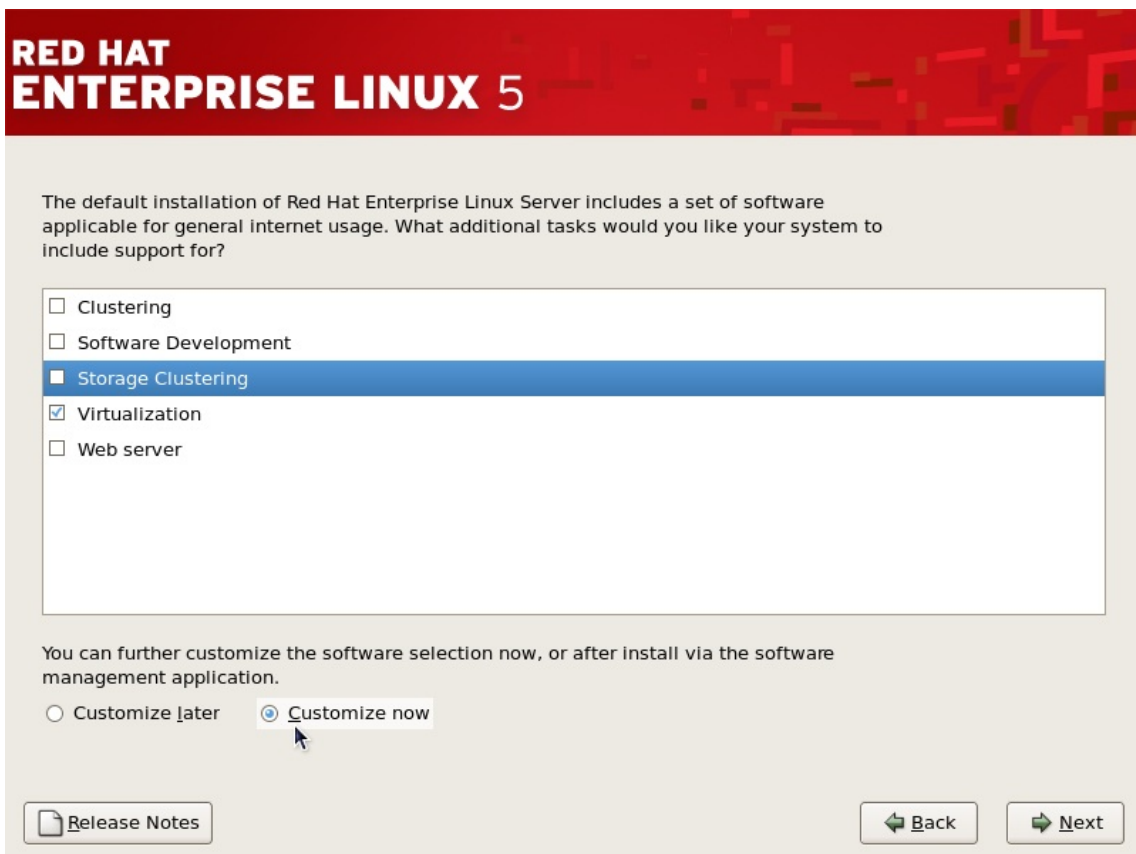 RED HAT
ENTERPRISE LINUX 5
The default installation of Red Hat Enterprise Linux Server includes a set of software
applicable for general internet usage. What additional tasks would you like your system to
include support for?
Clustering
Software Development
Storage Clustering
Virtualization
Web server
You can further customize the software selection now, or after install via the software
management application.
Customize later Customize now
Release Notes Back Next